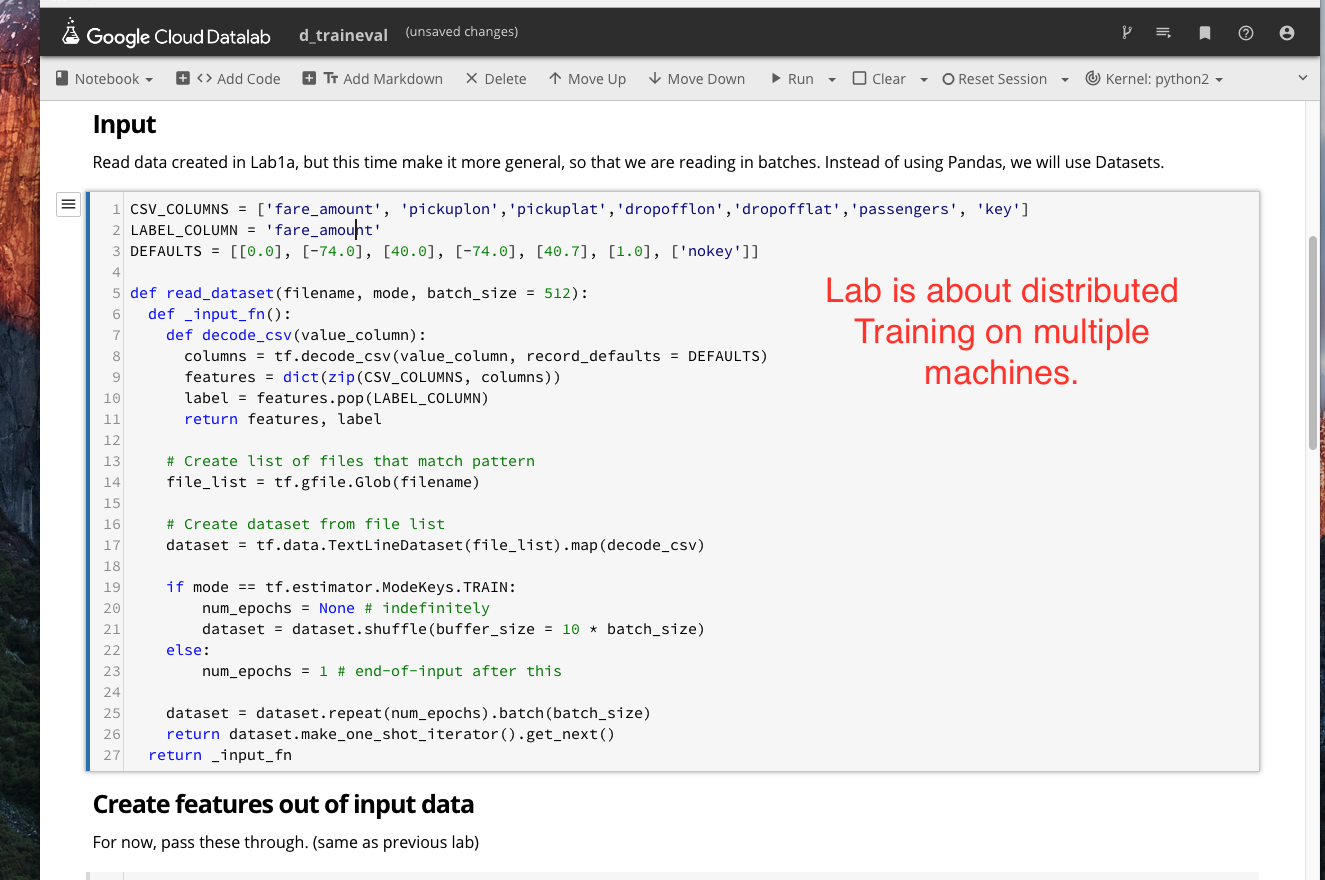 Google Cloud Datalab d_traineval (unsaved changes)
Notebook <> Add Code Tr Add Markdown Delete Move Up Move Down Run Clear Reset Session Kernel: python2
Input
Read data created in Lab1a, but this time make it more general, so that we are reading in batches. Instead of using Pandas, we will use Datasets.
1 CSV_COLUMNS = ['fare_amount', 'pickuplon','pickuplat','dropofflon','dropofflat','passengers', 'key']
2 LABEL_COLUMN = 'fare_amount'
3 DEFAULTS = [[0.0], [-74.0], [40.0], [-74.0], [40.7], [1.0], ['nokey']]
4
5 def read_dataset(filename, mode, batch_size = 512):
6   def _input_fn():
7     def decode_csv(value_column):
8       columns = tf.decode_csv(value_column, record_defaults = DEFAULTS)
9       features = dict(zip(CSV_COLUMNS, columns))
10       label = features.pop(LABEL_COLUMN)
11       return features, label
12
13     # Create list of files that match pattern
14     file_list = tf.gfile.Glob(filename)
15
16     # Create dataset from file list
17     dataset = tf.data.TextLineDataset(file_list).map(decode_csv)
18
19     if mode == tf.estimator.ModeKeys.TRAIN:
20         num_epochs = None # indefinitely
21         dataset = dataset.shuffle(buffer_size = 10 * batch_size)
22     else:
23         num_epochs = 1 # end-of-input after this
24
25     dataset = dataset.repeat(num_epochs).batch(batch_size)
26     return dataset.make_one_shot_iterator().get_next()
27   return _input_fn
Lab is about distributed
Training on multiple
machines.
Create features out of input data
For now, pass these through. (same as previous lab)